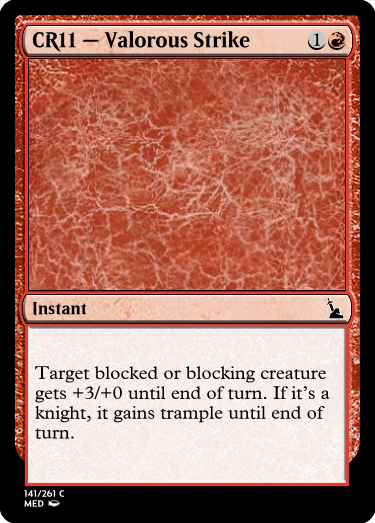 CR11 — Valorous Strike 1
Instant
Target blocked or blocking creature
gets +3/+0 until end of turn. If it's a
knight, it gains trample until end of
turn.
141/261 C
MED